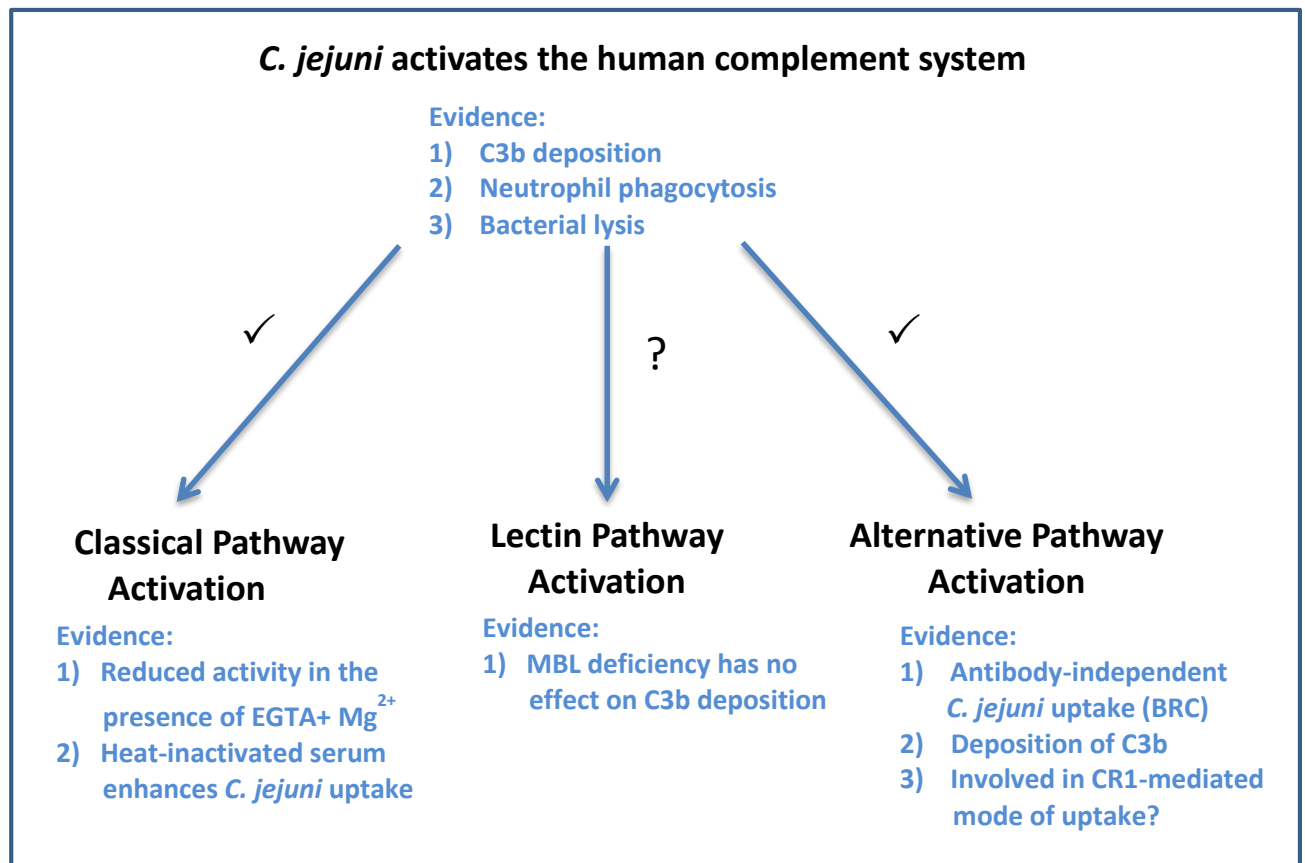 C. jejuni activates the human complement system
Evidence:
1) C3b deposition
2) Neutrophil phagocytosis
3) Bacterial lysis
✓
?
✓
Classical Pathway
Activation
Evidence:
1) Reduced activity in the
presence of EGTA+ Mg²⁺
2) Heat-inactivated serum
enhances C. jejuni uptake
Lectin Pathway
Activation
Evidence:
1) MBL deficiency has no
effect on C3b deposition
Alternative Pathway
Activation
Evidence:
1) Antibody-independent
C. jejuni uptake (BRC)
2) Deposition of C3b
3) Involved in CR1-mediated
mode of uptake?